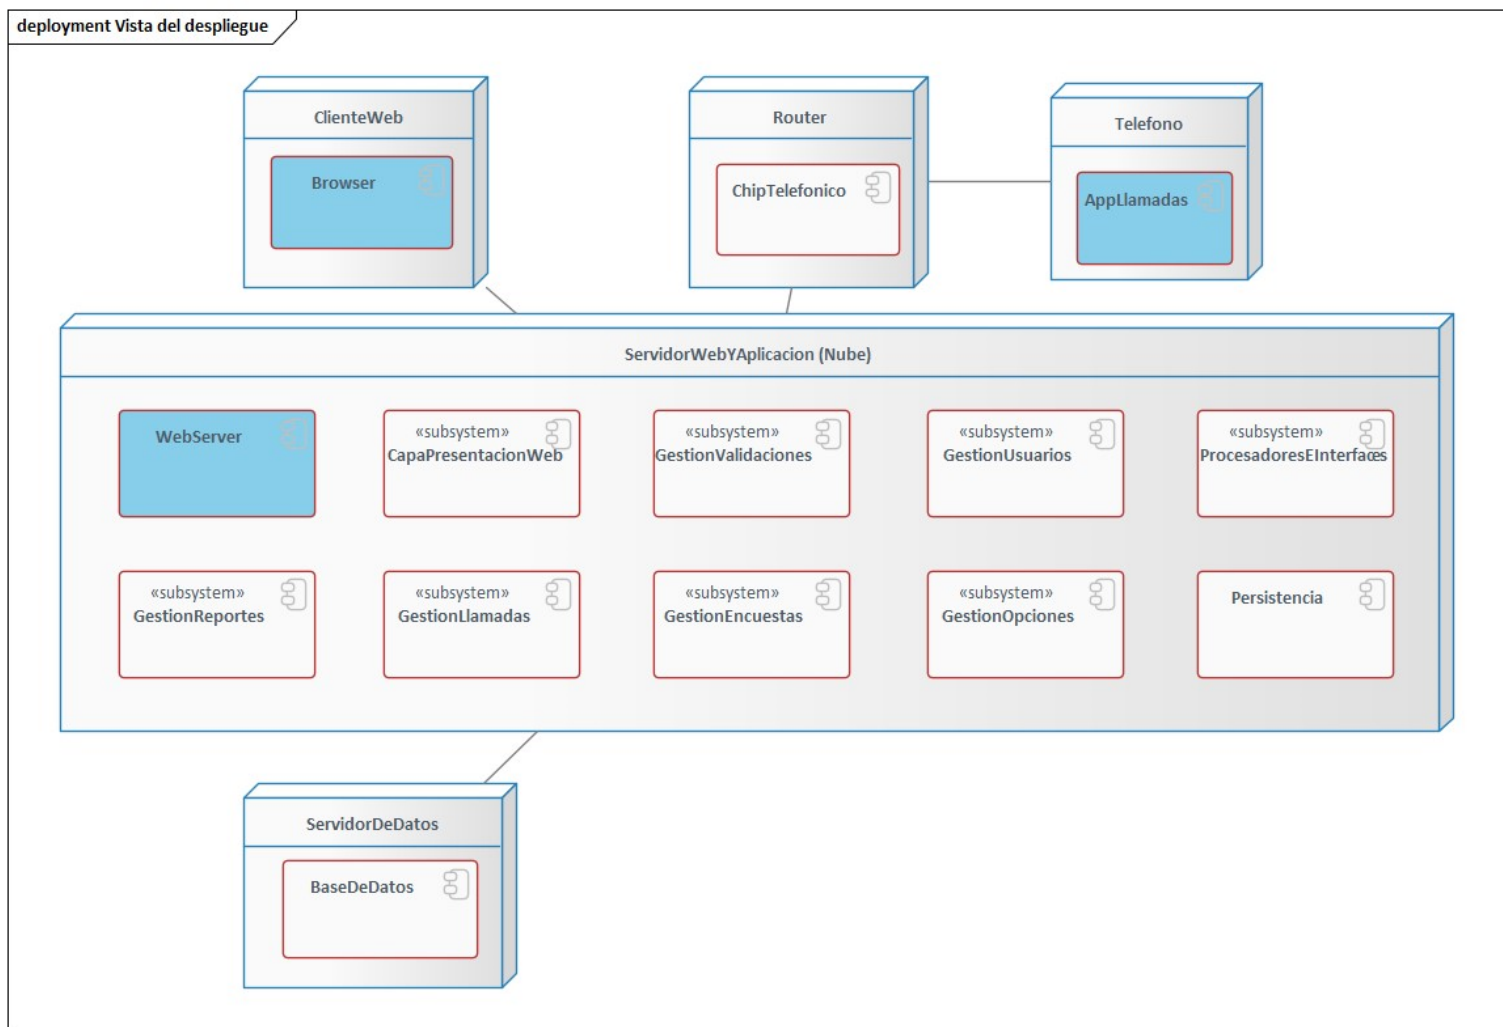 deployment Vista del despliegue
ClienteWeb
Browser
Router
ChipTelefonico
Telefono
AppLlamadas
ServidorWebYAplicacion (Nube)
WebServer
«subsystem»
CapaPresentacionWeb
«subsystem»
GestionValidaciones
«subsystem»
GestionUsuarios
«subsystem»
ProcesadoresEInterfaces
«subsystem»
GestionReportes
«subsystem»
GestionLlamadas
«subsystem»
GestionEncuestas
«subsystem»
GestionOpciones
Persistencia
ServidorDeDatos
BaseDeDatos